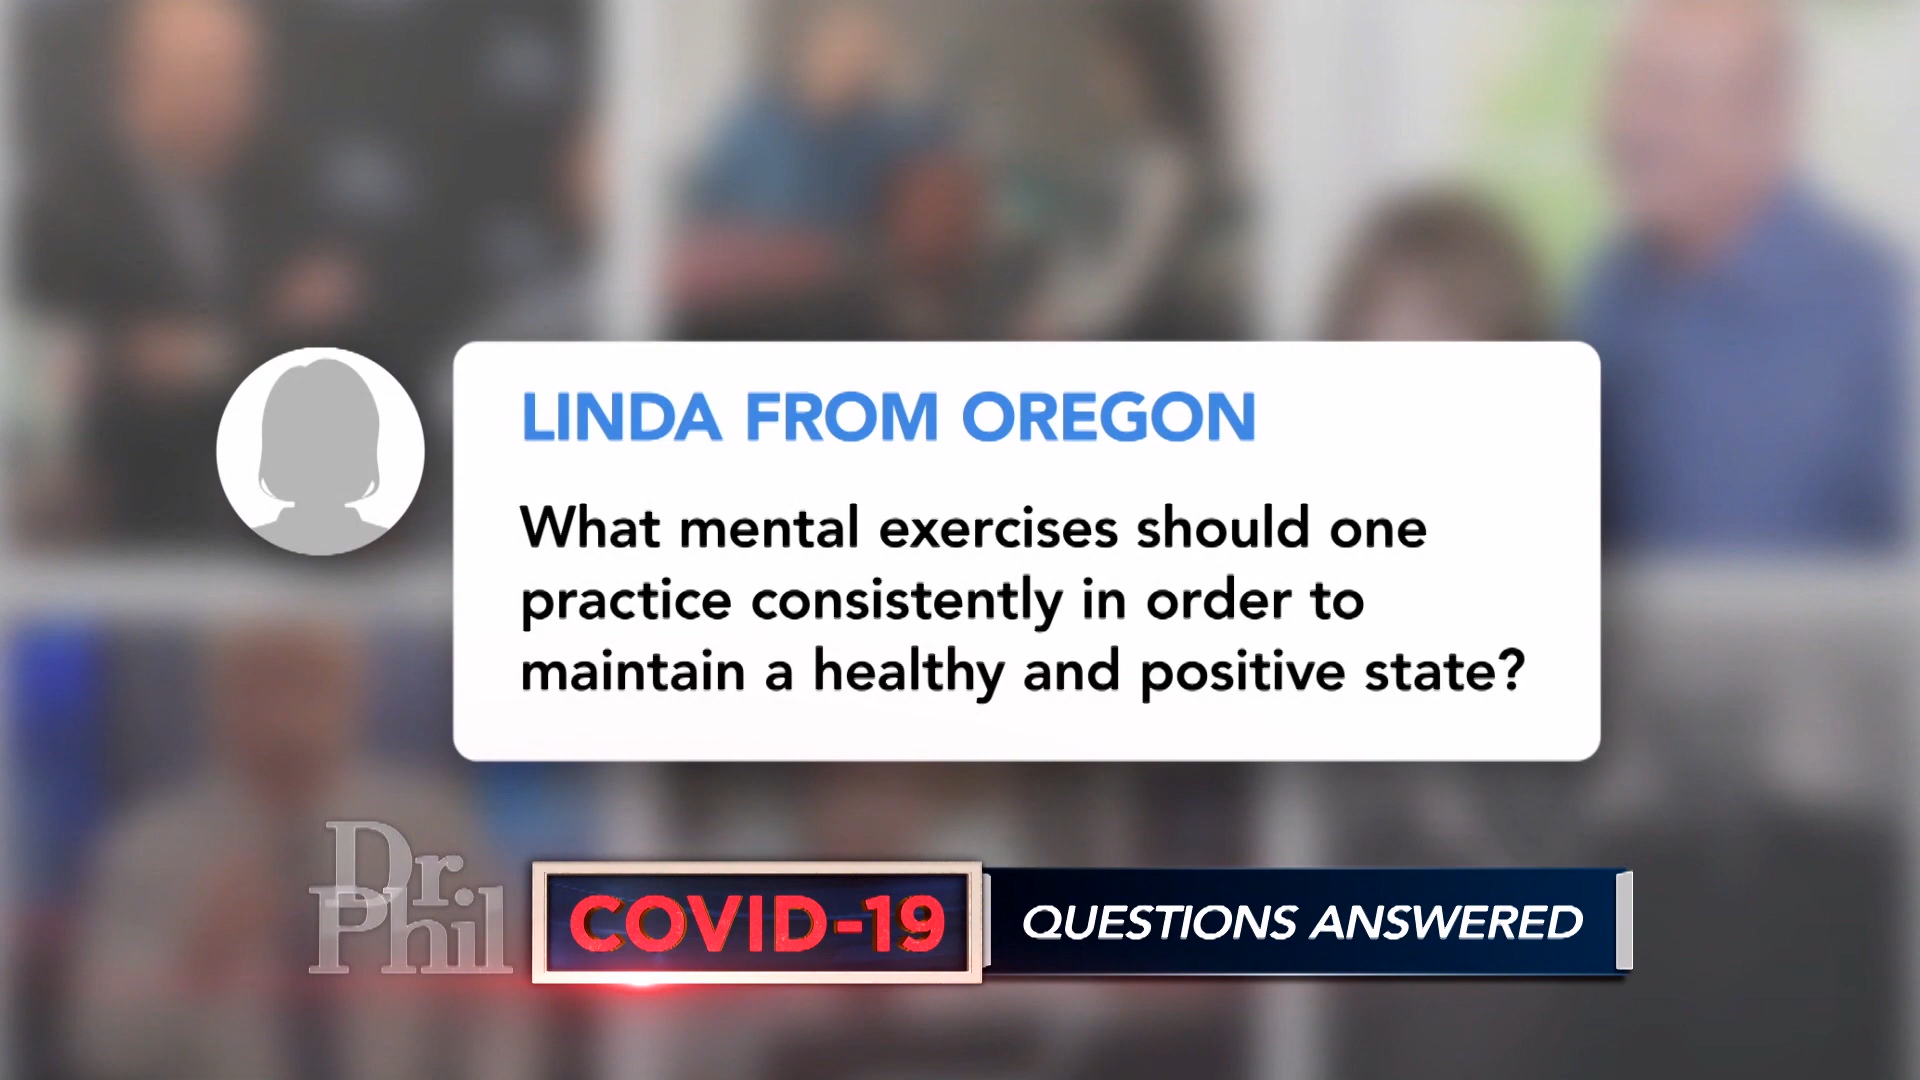 LINDA FROM OREGON
What mental exercises should one
practice consistently in order to
maintain a healthy and positive state?
Dr.
Phil
COVID-19
QUESTIONS ANSWERED